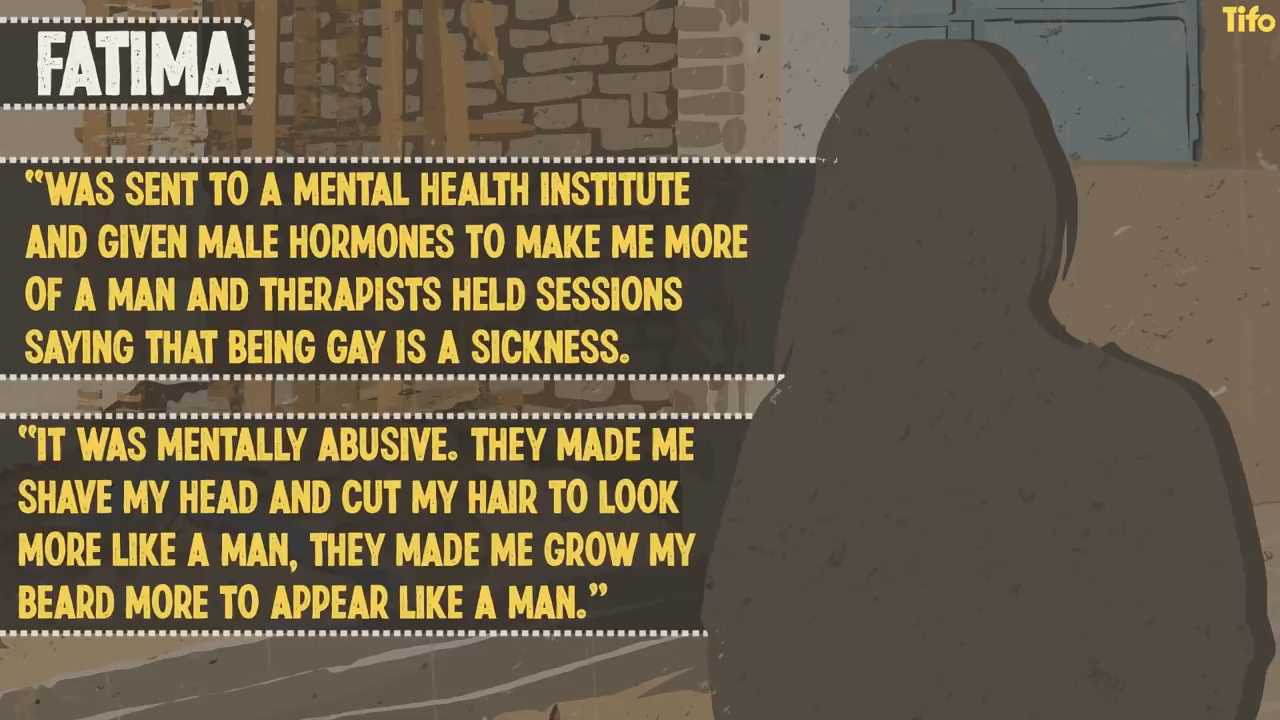 Tifo
FATIMA
“WAS SENT TO A MENTAL HEALTH INSTITUTE
AND GIVEN MALE HORMONES TO MAKE ME MORE
OF A MAN AND THERAPISTS HELD SESSIONS
SAYING THAT BEING GAY IS A SICKNESS.
“IT WAS MENTALLY ABUSIVE. THEY MADE ME
SHAVE MY HEAD AND CUT MY HAIR TO LOOK
MORE LIKE A MAN, THEY MADE ME GROW MY
BEARD MORE TO APPEAR LIKE A MAN.”